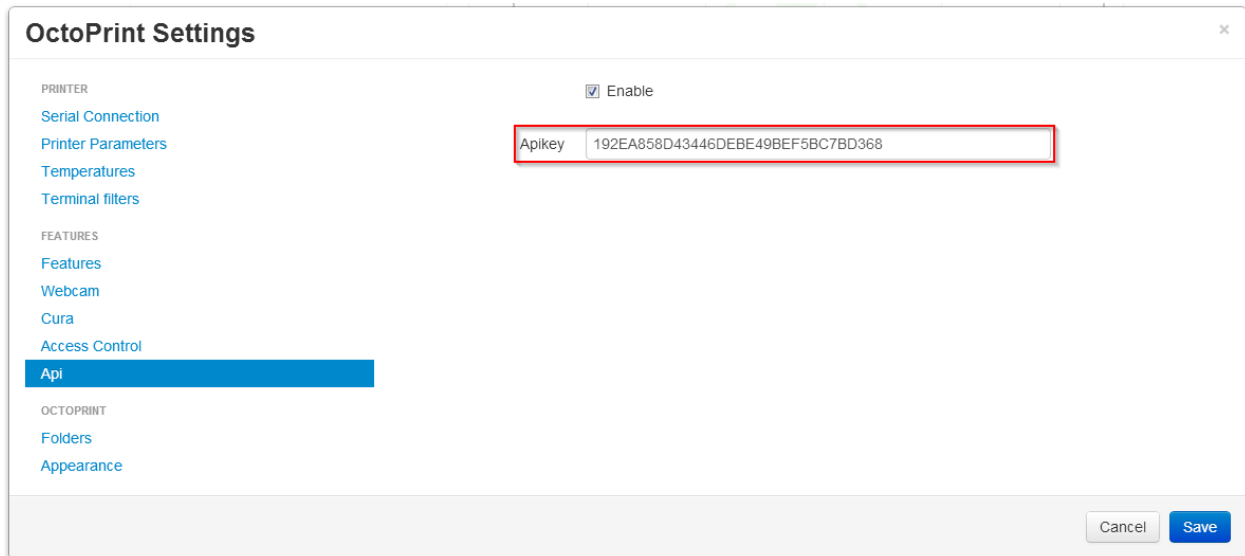 OctoPrint Settings
×
PRINTER
Serial Connection
Printer Parameters
Temperatures
Terminal filters
FEATURES
Features
Webcam
Cura
Access Control
Api
OCTOPRINT
Folders
Appearance
Enable
Apikey 192EA858D43446DEBE49BEF5BC7BD368
Cancel Save